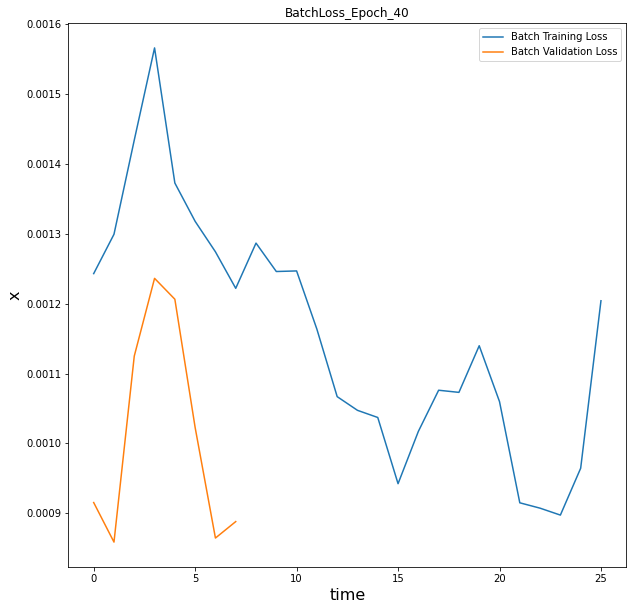 BatchLoss_Epoch_40
Batch Training Loss
Batch Validation Loss
0.0016
0.0015
0.0014
0.0013
0.0012
0.0011
0.0010
0.0009
x
0 5 10 15 20 25
time